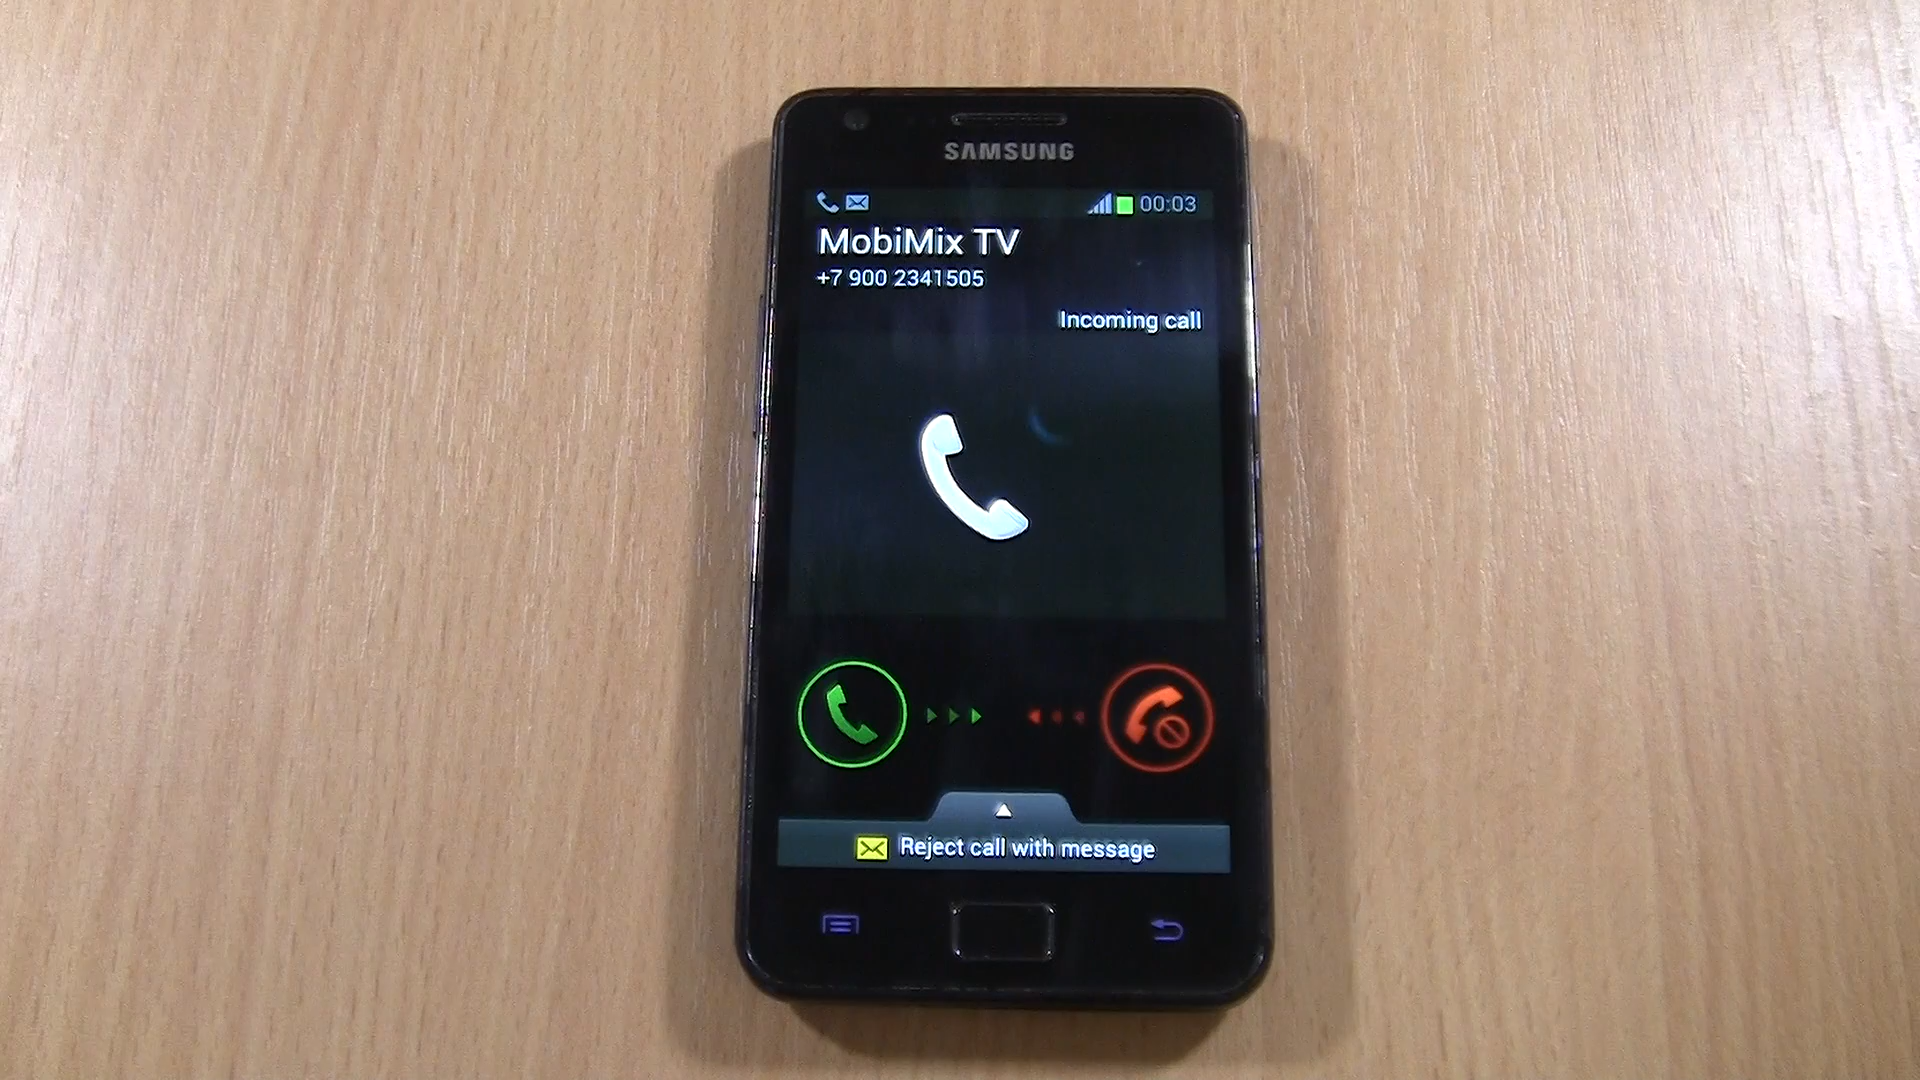 SAMSUNG
00:03
MobiMix TV
+7 900 2341505
Incoming call
Reject call with message